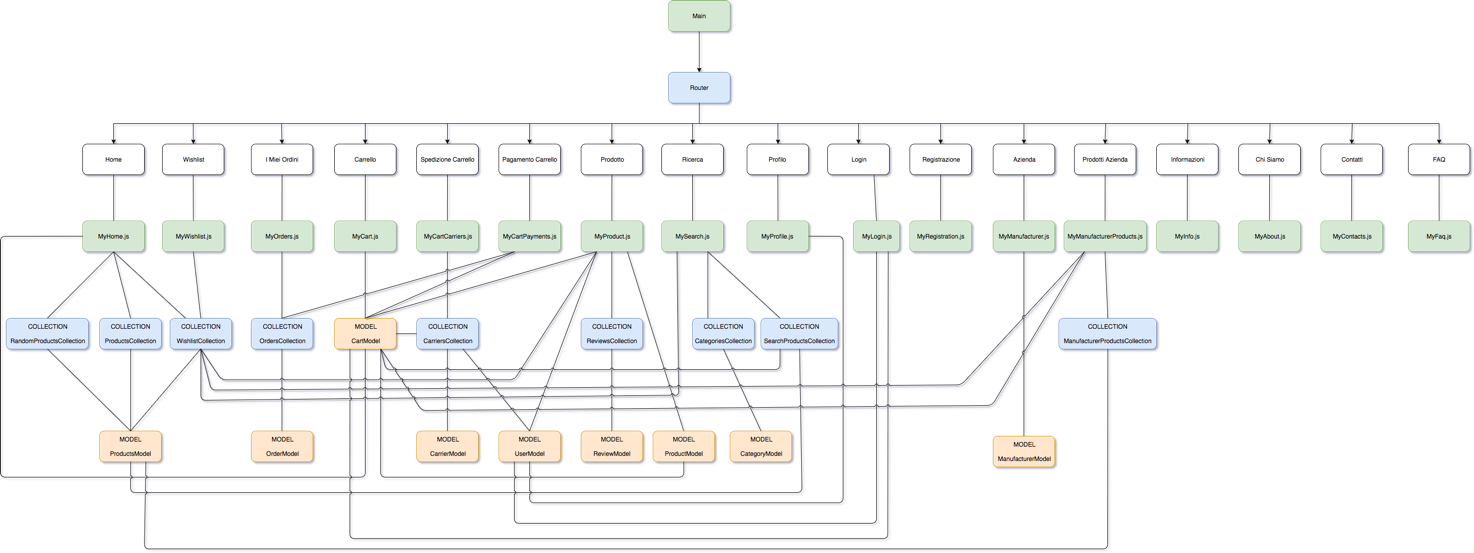 Main
Router
Home
Wishlist
I Miei Ordini
Carrello
Spedizione Carrello
Pagamento Carrello
Prodotto
Ricerca
Profilo
Login
Registrazione
Azienda
Prodotti Azienda
Informazioni
Chi Siamo
Contatti
FAQ
MyHome.js
MyWishlist.js
MyOrders.js
MyCart.js
MyCartCarriers.js
MyCartPayments.js
MyProduct.js
MySearch.js
MyProfile.js
MyLogin.js
MyRegistration.js
MyManufacturer.js
MyManufacturerProducts.js
MyInfo.js
MyAbout.js
MyContacts.js
MyFaq.js
COLLECTION
RandomProductsCollection
COLLECTION
ProductsCollection
COLLECTION
WishlistCollection
COLLECTION
OrdersCollection
MODEL
CartModel
COLLECTION
CarriersCollection
COLLECTION
ReviewsCollection
COLLECTION
CategoriesCollection
COLLECTION
SearchProductsCollection
COLLECTION
ManufacturerProductsCollection
MODEL
ProductsModel
MODEL
OrderModel
MODEL
CarrierModel
MODEL
UserModel
MODEL
ReviewModel
MODEL
ProductModel
MODEL
CategoryModel
MODEL
ManufacturerModel